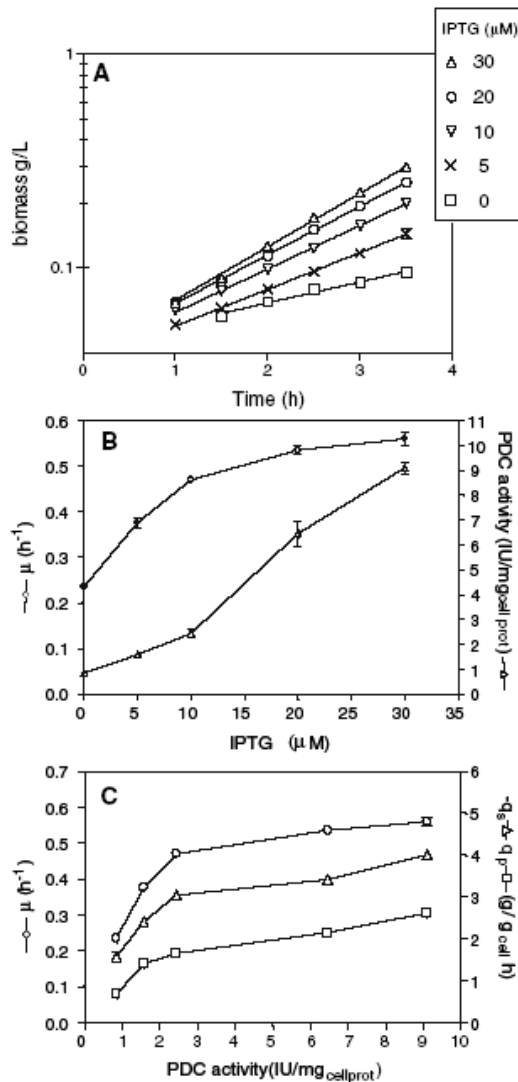 IPTG (μM)
30
20
10
5
0
A
1
0.1
biomass g/L
0 1 2 3 4
Time (h)
B
0.6
0.5
0.4
0.3
0.2
0.1
0.0
μ (h-1)
11
10
9
8
7
6
5
4
3
2
1
0
PDC activity (IU/mgcell prot)
0 5 10 15 20 25 30 35
IPTG (μ M)
C
0.7
0.6
0.5
0.4
0.3
0.2
0.1
0.0
μ (h-1)
6
5
4
3
2
1
0
qs qp (g/ g cel h)
0 1 2 3 4 5 6 7 8 9 10
PDC activity(IU/mgcellprot)